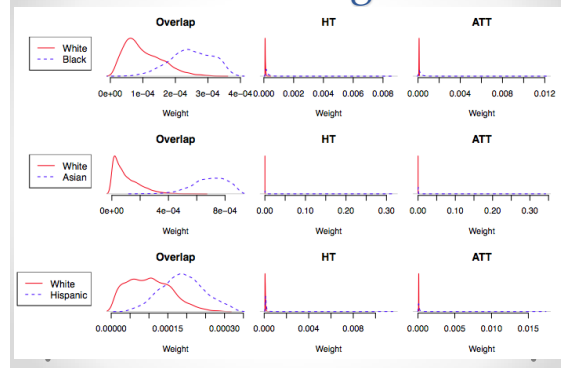 Overlap HT ATT
White
Black
0e+00 1e−04 2e−04 3e−04 4e−04 0.000 0.002 0.004 0.006 0.008 0.000 0.004 0.008 0.012
Weight Weight Weight
Overlap HT ATT
White
Asian
0e+00 4e−04 8e−04 0.00 0.10 0.20 0.30 0.00 0.10 0.20 0.30
Weight Weight Weight
Overlap HT ATT
White
Hispanic
0.00000 0.00015 0.00030 0.000 0.004 0.008 0.000 0.005 0.010 0.015
Weight Weight Weight